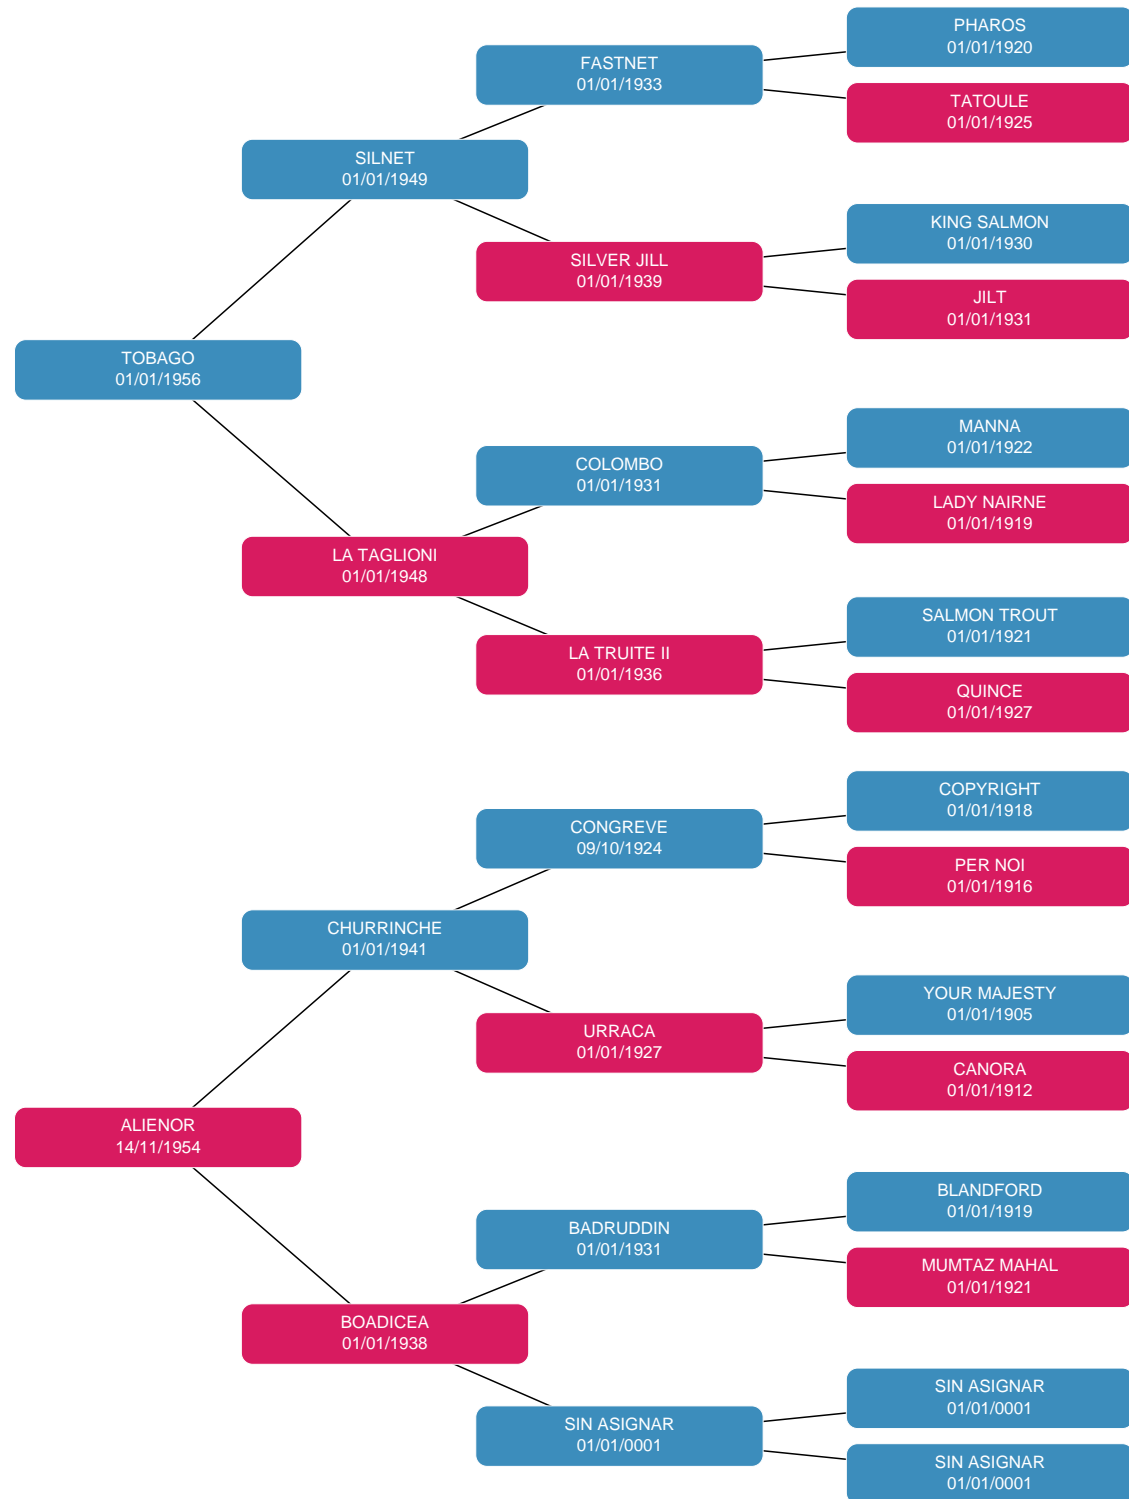 PHAROS
01/01/1920
FASTNET
01/01/1933
TATOULE
01/01/1925
SILNET
01/01/1949
KING SALMON
01/01/1930
SILVER JILL
01/01/1939
JILT
01/01/1931
TOBAGO
01/01/1956
MANNA
01/01/1922
COLOMBO
01/01/1931
LADY NAIRNE
01/01/1919
LA TAGLIONI
01/01/1948
SALMON TROUT
01/01/1921
LA TRUITE II
01/01/1936
QUINCE
01/01/1927
COPYRIGHT
01/01/1918
CONGREVE
09/10/1924
PER NOI
01/01/1916
CHURRINCHE
01/01/1941
YOUR MAJESTY
01/01/1905
URRACA
01/01/1927
CANORA
01/01/1912
ALIENOR
14/11/1954
BLANDFORD
01/01/1919
BADRUDDIN
01/01/1931
MUMTAZ MAHAL
01/01/1921
BOADICEA
01/01/1938
SIN ASIGNAR
01/01/0001
SIN ASIGNAR
01/01/0001
SIN ASIGNAR
01/01/0001